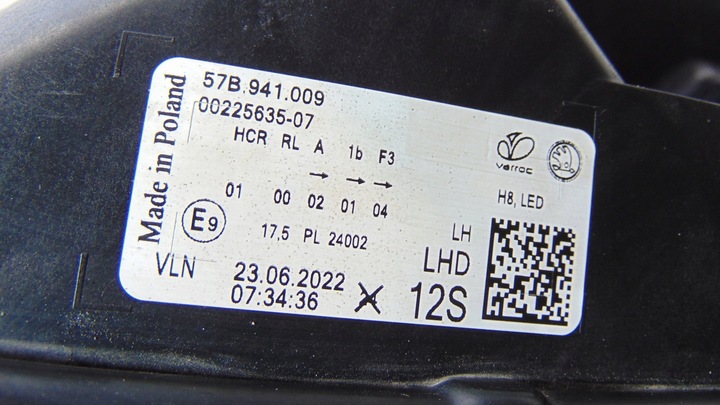 Made in Poland
57B.941.009
00225635-07
HCR RL A 1b F3
→ → →
01 00 02 01 04
E9
17,5 PL 24002
varroc
H8, LED
VLN
23.06.2022
07:34:36
LH
LHD
12S